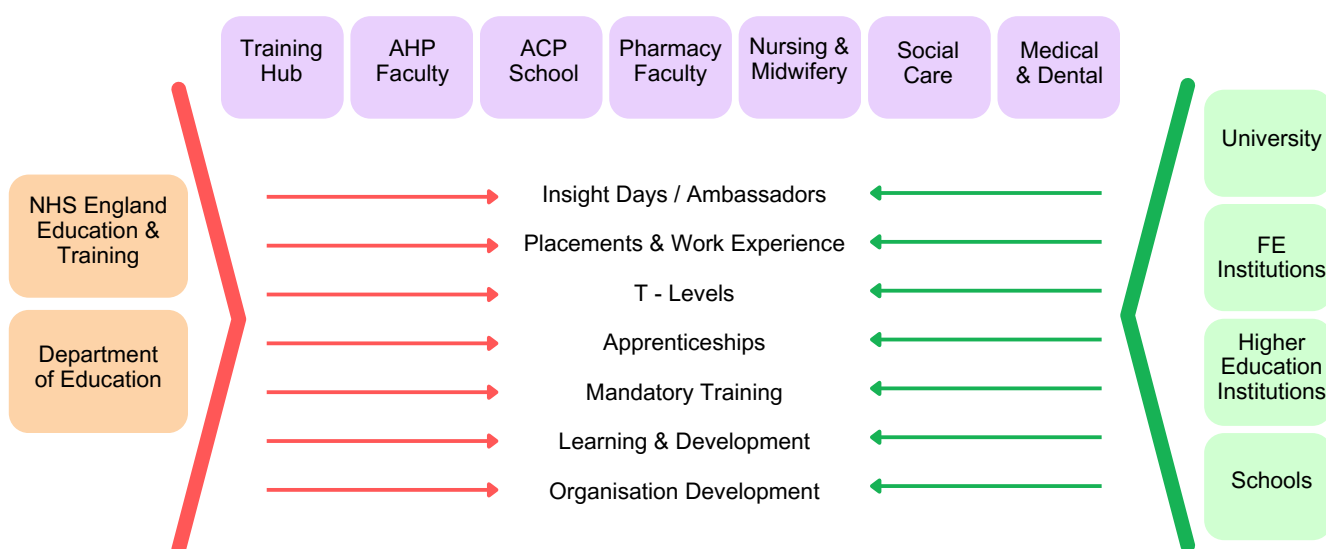 Training
Hub
AHP
Faculty
ACP
School
Pharmacy
Faculty
Nursing &
Midwifery
Social
Care
Medical
& Dental
NHS England
Education &
Training
Department
of Education
Insight Days / Ambassadors
Placements & Work Experience
T - Levels
Apprenticeships
Mandatory Training
Learning & Development
Organisation Development
University
FE
Institutions
Higher
Education
Institutions
Schools